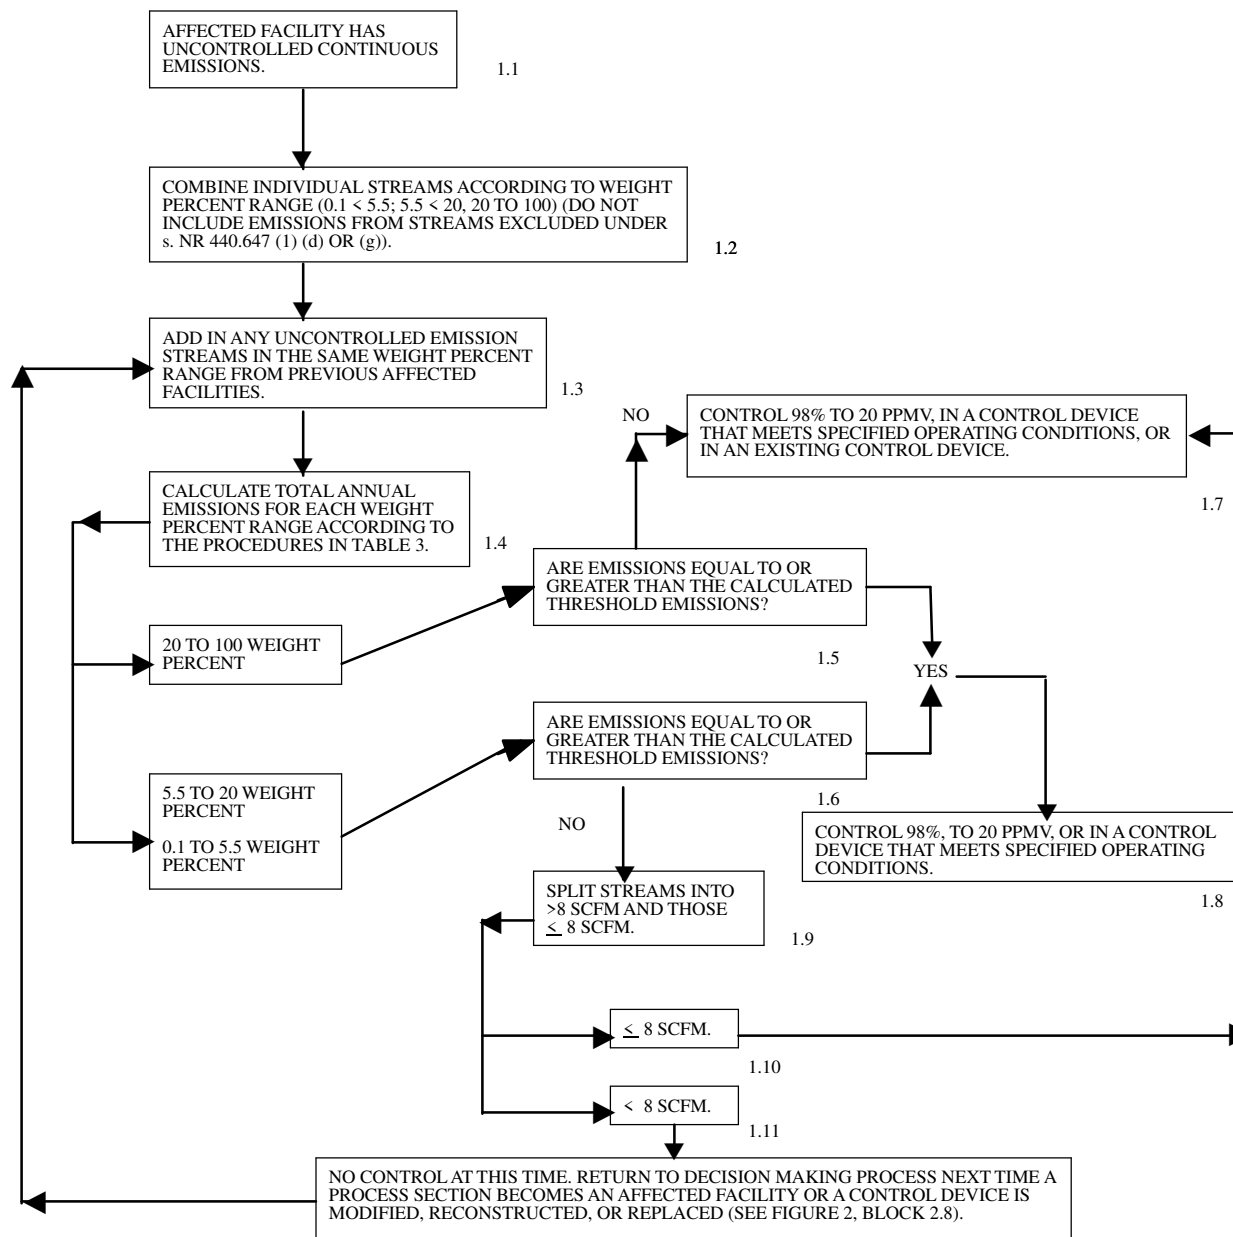 AFFECTED FACILITY HAS
UNCONTROLLED CONTINUOUS
EMISSIONS.
1.1
COMBINE INDIVIDUAL STREAMS ACCORDING TO WEIGHT
PERCENT RANGE (0.1 < 5.5; 5.5 < 20, 20 TO 100) (DO NOT
INCLUDE EMISSIONS FROM STREAMS EXCLUDED UNDER
s. NR 440.647 (1) (d) OR (g)).
1.2
ADD IN ANY UNCONTROLLED EMISSION
STREAMS IN THE SAME WEIGHT PERCENT
RANGE FROM PREVIOUS AFFECTED
FACILITIES.
1.3
NO
CONTROL 98% TO 20 PPMV, IN A CONTROL DEVICE
THAT MEETS SPECIFIED OPERATING CONDITIONS, OR
IN AN EXISTING CONTROL DEVICE.
1.7
CALCULATE TOTAL ANNUAL
EMISSIONS FOR EACH WEIGHT
PERCENT RANGE ACCORDING TO
THE PROCEDURES IN TABLE 3.
1.4
ARE EMISSIONS EQUAL TO OR
GREATER THAN THE CALCULATED
THRESHOLD EMISSIONS?
1.5
20 TO 100 WEIGHT
PERCENT
YES
ARE EMISSIONS EQUAL TO OR
GREATER THAN THE CALCULATED
THRESHOLD EMISSIONS?
1.6
5.5 TO 20 WEIGHT
PERCENT
0.1 TO 5.5 WEIGHT
PERCENT
NO
CONTROL 98%, TO 20 PPMV, OR IN A CONTROL
DEVICE THAT MEETS SPECIFIED OPERATING
CONDITIONS.
1.8
SPLIT STREAMS INTO
>8 SCFM AND THOSE
≤ 8 SCFM.
1.9
≤ 8 SCFM.
1.10
< 8 SCFM.
1.11
NO CONTROL AT THIS TIME. RETURN TO DECISION MAKING PROCESS NEXT TIME A
PROCESS SECTION BECOMES AN AFFECTED FACILITY OR A CONTROL DEVICE IS
MODIFIED, RECONSTRUCTED, OR REPLACED (SEE FIGURE 2, BLOCK 2.8).